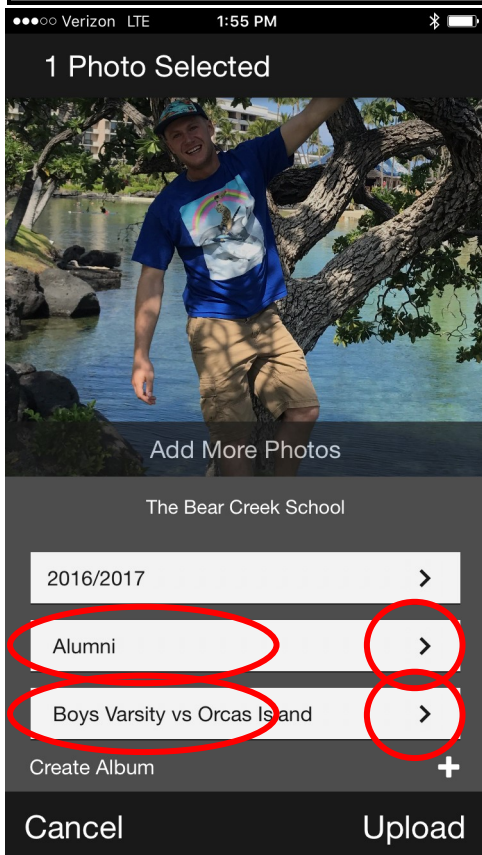 Verizon LTE 1:55 PM
1 Photo Selected
Add More Photos
The Bear Creek School
2016/2017
Alumni
Boys Varsity vs Orcas Island
Create Album
Cancel Upload